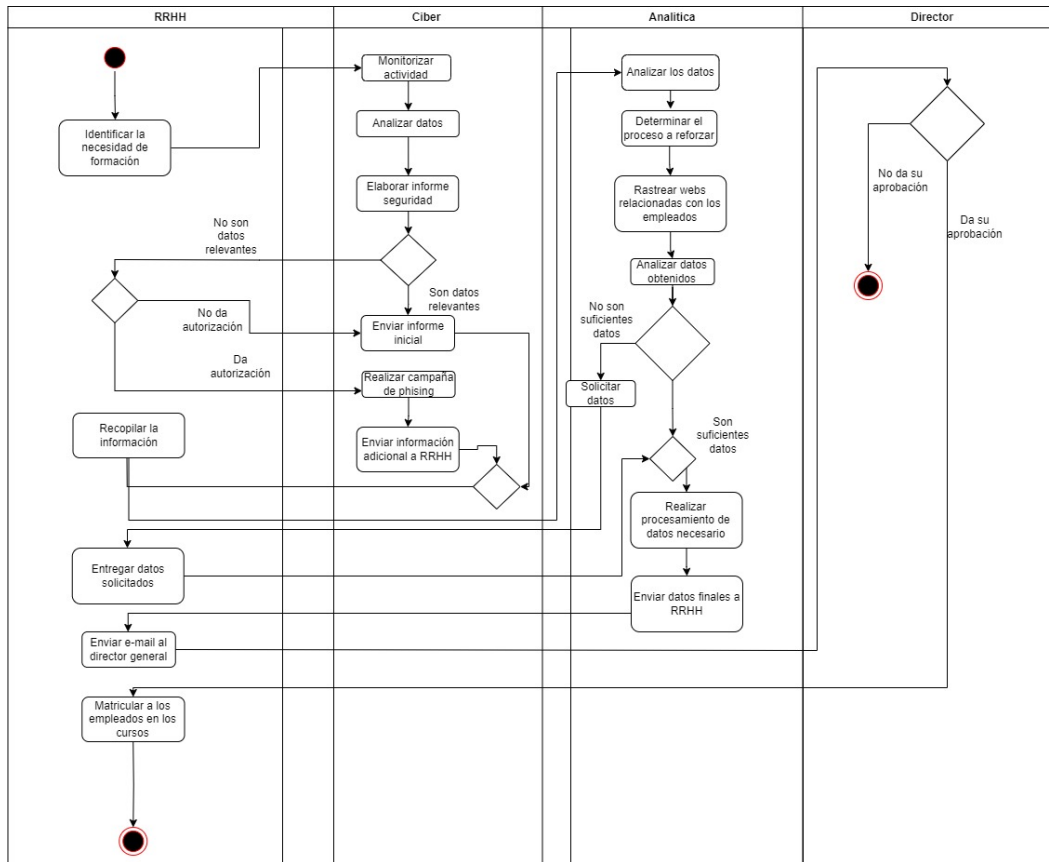 RRHH
Ciber
Analitica
Director
Identificar la
necesidad de
formación
Monitorizar
actividad
Analizar datos
Elaborar informe
seguridad
No son
datos
relevantes
Son datos
relevantes
No da
autorización
Enviar informe
inicial
Da
autorización
Realizar campaña
de phising
Recopilar la
información
Enviar información
adicional a RRHH
Analizar los datos
Determinar el
proceso a reforzar
Rastrear webs
relacionadas con los
empleados
Analizar datos
obtenidos
No son
suficientes
datos
Solicitar
datos
Son
suficientes
datos
Realizar
procesamiento de
datos necesario
Entregar datos
solicitados
Enviar datos finales a
RRHH
Enviar e-mail al
director general
No da su
aprobación
Da su
aprobación
Matricular a los
empleados en los
cursos